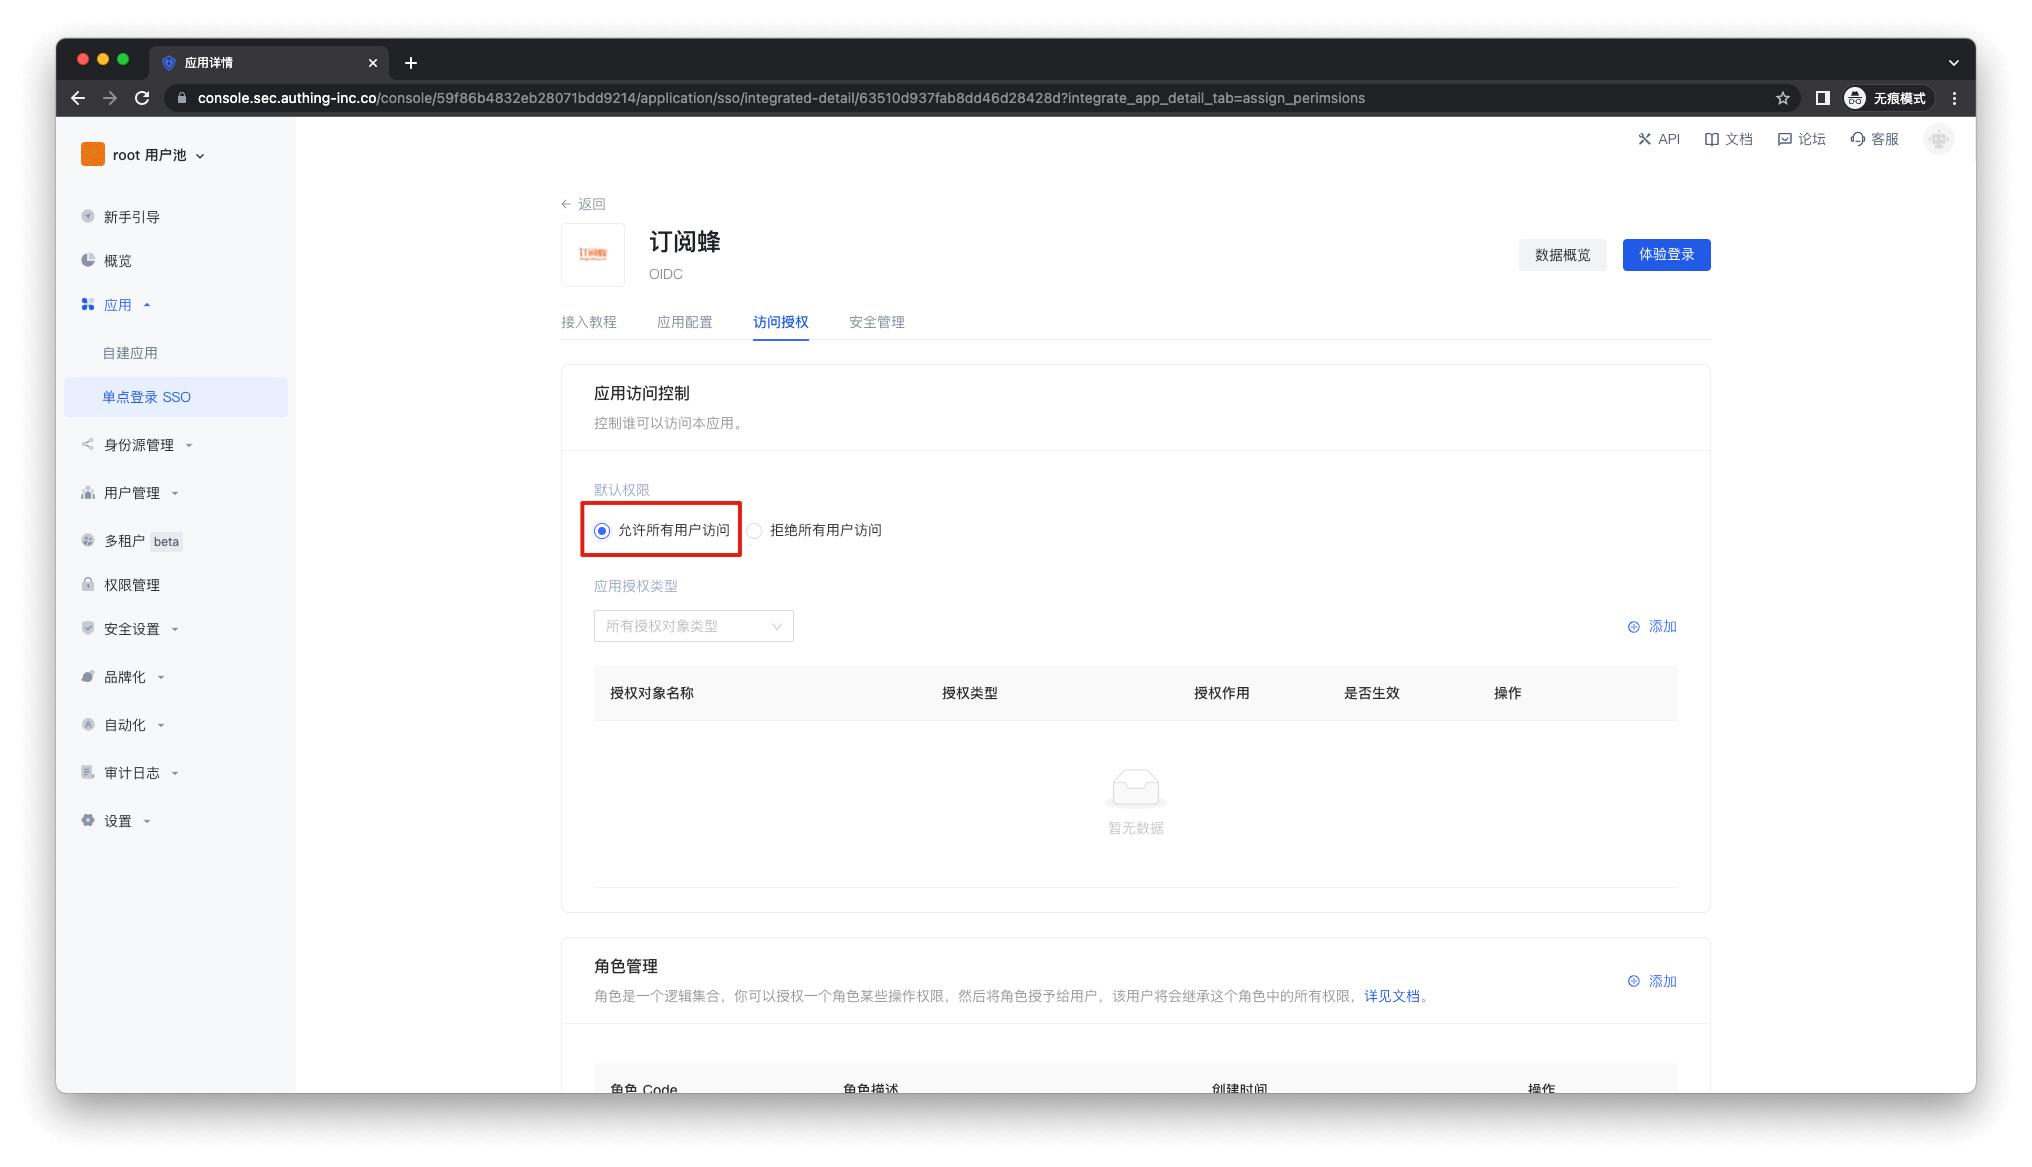 应用详情
console.sec.authing-inc.co/console/59f86b4832eb28071bdd9214/application/sso/integrated-detail/63510d937fab8dd46d28428d?integrate_app_detail_tab=assign_perimsions
无痕模式
root 用户池
API
文档
论坛
客服
新手引导
概览
应用
自建应用
单点登录 SSO
身份源管理
用户管理
多租户 beta
权限管理
安全设置
品牌化
自动化
审计日志
设置
返回
订阅蜂
订阅蜂
OIDC
数据概览
体验登录
接入教程
应用配置
访问授权
安全管理
应用访问控制
控制谁可以访问本应用。
默认权限
允许所有用户访问
拒绝所有用户访问
应用授权类型
所有授权对象类型
添加
授权对象名称
授权类型
授权作用
是否生效
操作
暂无数据
角色管理
添加
角色是一个逻辑集合，你可以授权一个角色某些操作权限，然后将角色授予给用户，该用户将会继承这个角色中的所有权限，详见文档。
角色 Code
角色描述
创建时间
操作